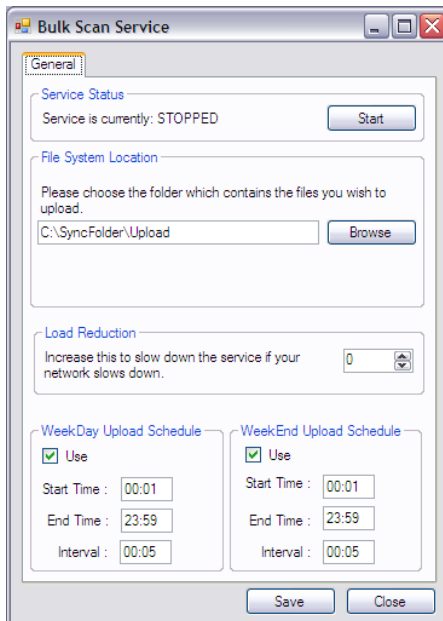 Bulk Scan Service
General
Service Status
Service is currently: STOPPED
Start
File System Location
Please choose the folder which contains the files you wish to
upload.
C:\SyncFolder\Upload
Browse
Load Reduction
Increase this to slow down the service if your
network slows down.
0
WeekDay Upload Schedule
Use
Start Time : 00:01
End Time : 23:59
Interval : 00:05
WeekEnd Upload Schedule
Use
Start Time : 00:01
End Time : 23:59
Interval : 00:05
Save
Close